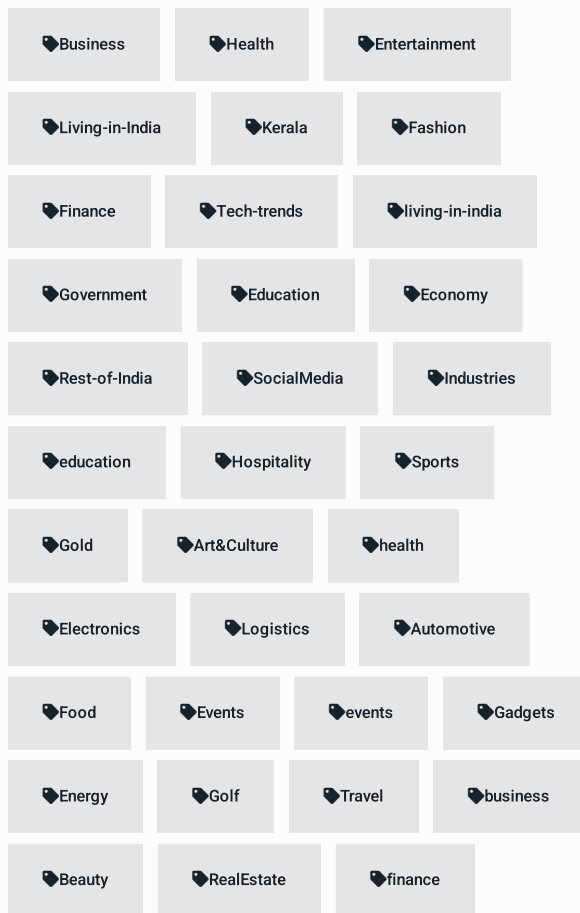 Business Health Entertainment
Living-in-India Kerala Fashion
Finance Tech-trends living-in-india
Government Education Economy
Rest-of-India SocialMedia Industries
education Hospitality Sports
Gold Art&Culture health
Electronics Logistics Automotive
Food Events events Gadgets
Energy Golf Travel business
Beauty RealEstate finance